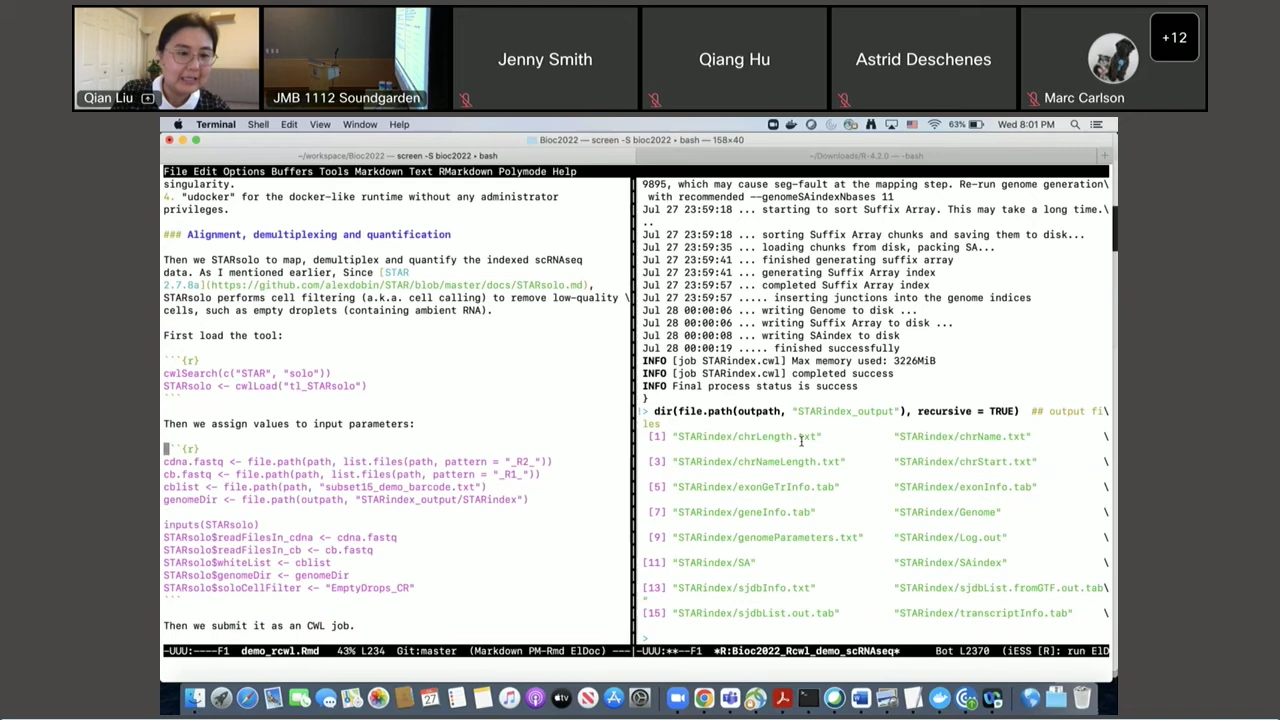 Qian Liu
JMB 1112 Soundgarden
Jenny Smith
Qiang Hu
Astrid Deschenes
Marc Carlson
+12
Terminal Shell Edit View Window Help
63%
Wed 8:01 PM
Bioc2022 — screen -S bioc2022 • bash — 158×40
~/workspace/Bioc2022 — screen -S bioc2022 • bash
~/Downloads/R-4.2.0 — -bash
File Edit Options Buffers Tools Markdown Text RMarkdown Polymode Help
singularity.
4. "udocker" for the docker-like runtime without any administrator
privileges.
### Alignment, demultiplexing and quantification
Then we STARsolo to map, demultiplex and quantify the indexed scRNAseq
data. As I mentioned earlier, Since [STAR
2.7.8a](https://github.com/alexdobin/STAR/blob/master/docs/STARsolo.md),
STARsolo performs cell filtering (a.k.a. cell calling) to remove low-quality \
cells, such as empty droplets (containing ambient RNA).
First load the tool:
```{r}
cwlSearch(c("STAR", "solo"))
STARsolo <- cwlLoad("tl_STARsolo")
```
Then we assign values to input parameters:
```{r}
cdna.fastq <- file.path(path, list.files(path, pattern = "_R2_"))
cb.fastq <- file.path(path, list.files(path, pattern = "_R1_"))
cblist <- file.path(path, "subset15_demo_barcode.txt")
genomeDir <- file.path(outpath, "STARindex_output/STARindex")
inputs(STARsolo)
STARsolo$readFilesIn_cdna <- cdna.fastq
STARsolo$readFilesIn_cb <- cb.fastq
STARsolo$whiteList <- cblist
STARsolo$genomeDir <- genomeDir
STARsolo$soloCellFilter <- "EmptyDrops_CR"
```
Then we submit it as an CWL job.
-UUU:----F1 demo_rcwl.Rmd 43% L234 Git:master (Markdown PM-Rmd ElDoc) ---
9895, which may cause seg-fault at the mapping step. Re-run genome generation\
with recommended --genomeSAindexNbases 11
Jul 27 23:59:18 ... starting to sort Suffix Array. This may take a long time.\
..
Jul 27 23:59:18 ... sorting Suffix Array chunks and saving them to disk...
Jul 27 23:59:35 ... loading chunks from disk, packing SA...
Jul 27 23:59:41 ... finished generating suffix array
Jul 27 23:59:41 ... generating Suffix Array index
Jul 27 23:59:57 ... completed Suffix Array index
Jul 27 23:59:57 ..... inserting junctions into the genome indices
Jul 28 00:00:06 ... writing Genome to disk ...
Jul 28 00:00:06 ... writing Suffix Array to disk ...
Jul 28 00:00:08 ... writing SAindex to disk
Jul 28 00:00:19 ..... finished successfully
INFO [job STARindex.cwl] Max memory used: 3226MiB
INFO [job STARindex.cwl] completed success
INFO Final process status is success
}
> dir(file.path(outpath, "STARindex_output"), recursive = TRUE) ## output fi\
les
[1] "STARindex/chrLength.txt" "STARindex/chrName.txt" \
[3] "STARindex/chrNameLength.txt" "STARindex/chrStart.txt" \
[5] "STARindex/exonGeTrInfo.tab" "STARindex/exonInfo.tab" \
[7] "STARindex/geneInfo.tab" "STARindex/Genome" \
[9] "STARindex/genomeParameters.txt" "STARindex/Log.out" \
[11] "STARindex/SA" "STARindex/SAindex" \
[13] "STARindex/sjdbInfo.txt" "STARindex/sjdbList.fromGTF.out.tab\
"
[15] "STARindex/sjdbList.out.tab" "STARindex/transcriptInfo.tab" \
>
-UUU:**--F1 *R:Bioc2022_Rcwl_demo_scRNAseq* Bot L2370 (iESS [R]: run ElD